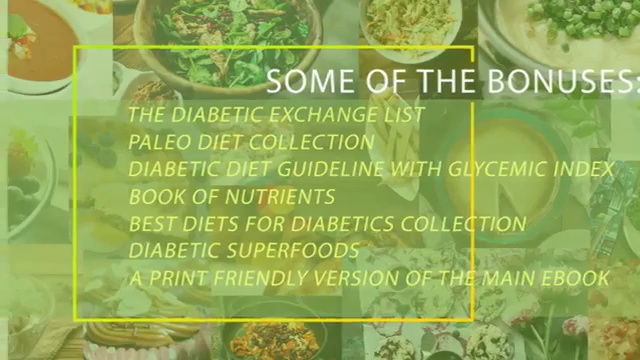 SOME OF THE BONUSES:
THE DIABETIC EXCHANGE LIST
PALEO DIET COLLECTION
DIABETIC DIET GUIDELINE WITH GLYCEMIC INDEX
BOOK OF NUTRIENTS
BEST DIETS FOR DIABETICS COLLECTION
DIABETIC SUPERFOODS
A PRINT FRIENDLY VERSION OF THE MAIN EBOOK